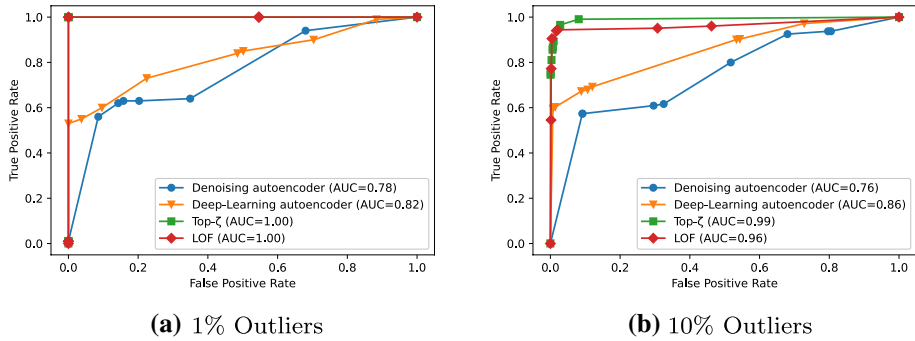 1.0
0.8
0.6
0.4
0.2
0.0
True Positive Rate
0.0 0.2 0.4 0.6 0.8 1.0
False Positive Rate
Denoising autoencoder (AUC=0.78)
Deep-Learning autoencoder (AUC=0.82)
Top-ζ (AUC=1.00)
LOF (AUC=1.00)
(a) 1% Outliers
1.0
0.8
0.6
0.4
0.2
0.0
True Positive Rate
0.0 0.2 0.4 0.6 0.8 1.0
False Positive Rate
Denoising autoencoder (AUC=0.76)
Deep-Learning autoencoder (AUC=0.86)
Top-ζ (AUC=0.99)
LOF (AUC=0.96)
(b) 10% Outliers